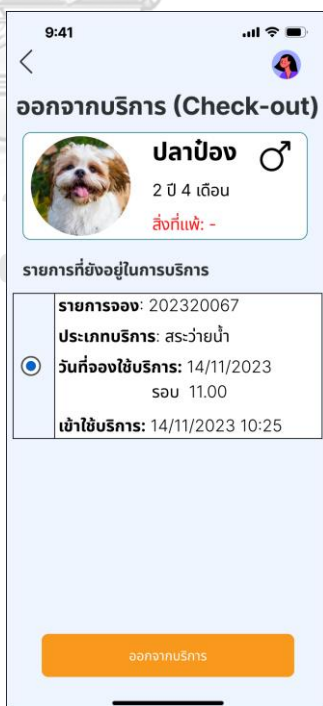 9:41
ออกจากบริการ (Check-out)
ปลาป๋อง
2 ปี 4 เดือน
สิ่งที่แพ้: -
รายการที่ยังอยู่ในการบริการ
รายการจอง: 202320067
ประเภทบริการ: สระว่ายน้ำ
วันที่จองใช้บริการ: 14/11/2023
รอบ 11.00
เข้าใช้บริการ: 14/11/2023 10:25
ออกจากบริการ